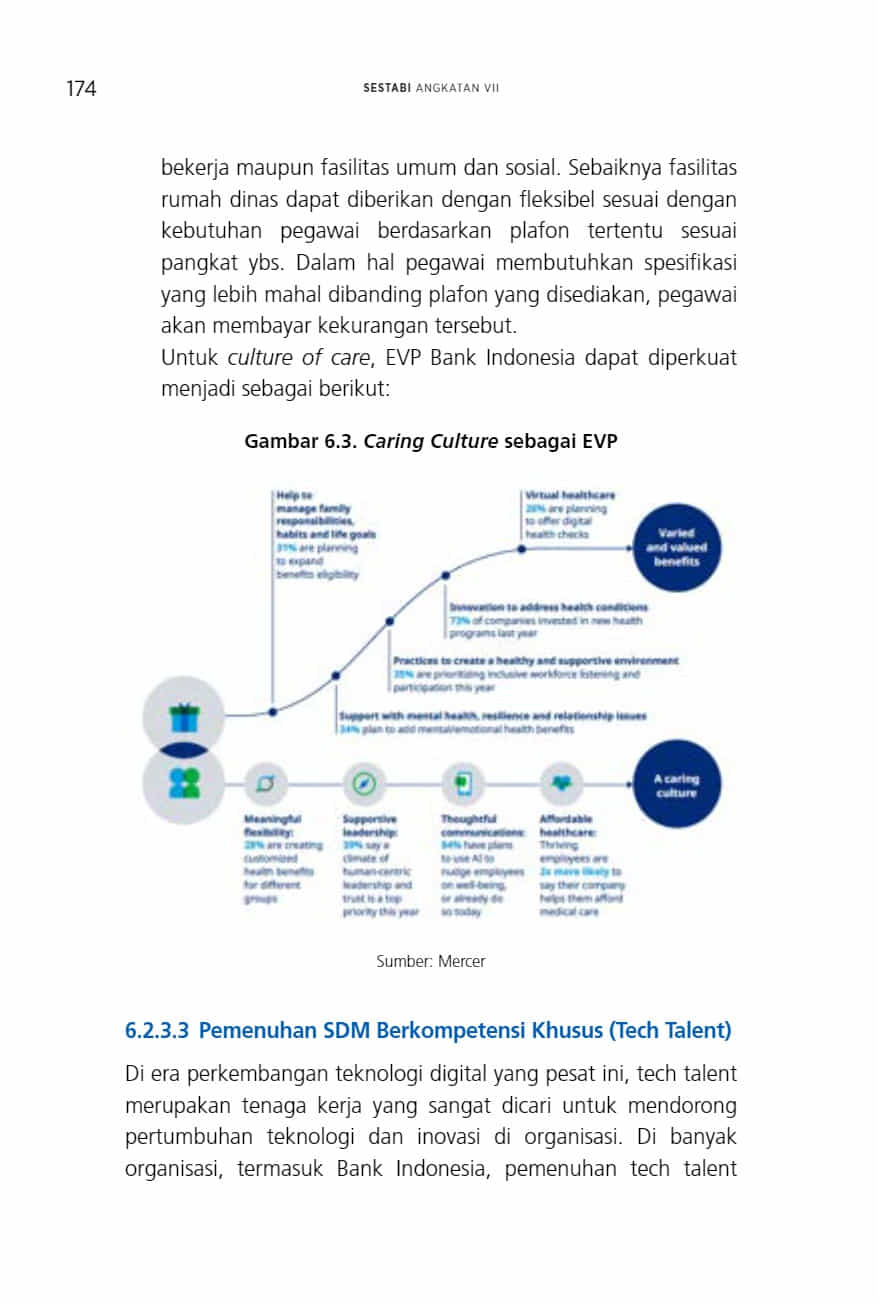 174
SESTABI ANGKATAN VII
bekerja maupun fasilitas umum dan sosial. Sebaiknya fasilitas
rumah dinas dapat diberikan dengan fleksibel sesuai dengan
kebutuhan pegawai berdasarkan plafon tertentu sesuai
pangkat ybs. Dalam hal pegawai membutuhkan spesifikasi
yang lebih mahal dibanding plafon yang disediakan, pegawai
akan membayar kekurangan tersebut.
Untuk culture of care, EVP Bank Indonesia dapat diperkuat
menjadi sebagai berikut:
Gambar 6.3. Caring Culture sebagai EVP
Help to
manage family
responsibilities,
habits and life goals
31% are planning
to expand
benefits eligibility
Virtual healthcare
26% are planning
to offer digital
health checks
Varied
and valued
benefits
Innovation to address health conditions
73% of companies invested in new health
programs last year
Practices to create a healthy and supportive environment
35% are prioritizing inclusive workforce listening and
participation this year
Support with mental health, resilience and relationship issues
34% plan to add mental/emotional health benefits
A caring
culture
Meaningful
flexibility:
28% are creating
customized
health benefits
for different
groups
Supportive
leadership:
39% say a
climate of
human-centric
leadership and
trust is a top
priority this year
Thoughtful
communications:
64% have plans
to use AI to
nudge employees
on well-being,
or already do
so today
Affordable
healthcare:
Thriving
employees are
2x more likely to
say their company
helps them afford
medical care
Sumber: Mercer
6.2.3.3 Pemenuhan SDM Berkompetensi Khusus (Tech Talent)
Di era perkembangan teknologi digital yang pesat ini, tech talent
merupakan tenaga kerja yang sangat dicari untuk mendorong
pertumbuhan teknologi dan inovasi di organisasi. Di banyak
organisasi, termasuk Bank Indonesia, pemenuhan tech talent